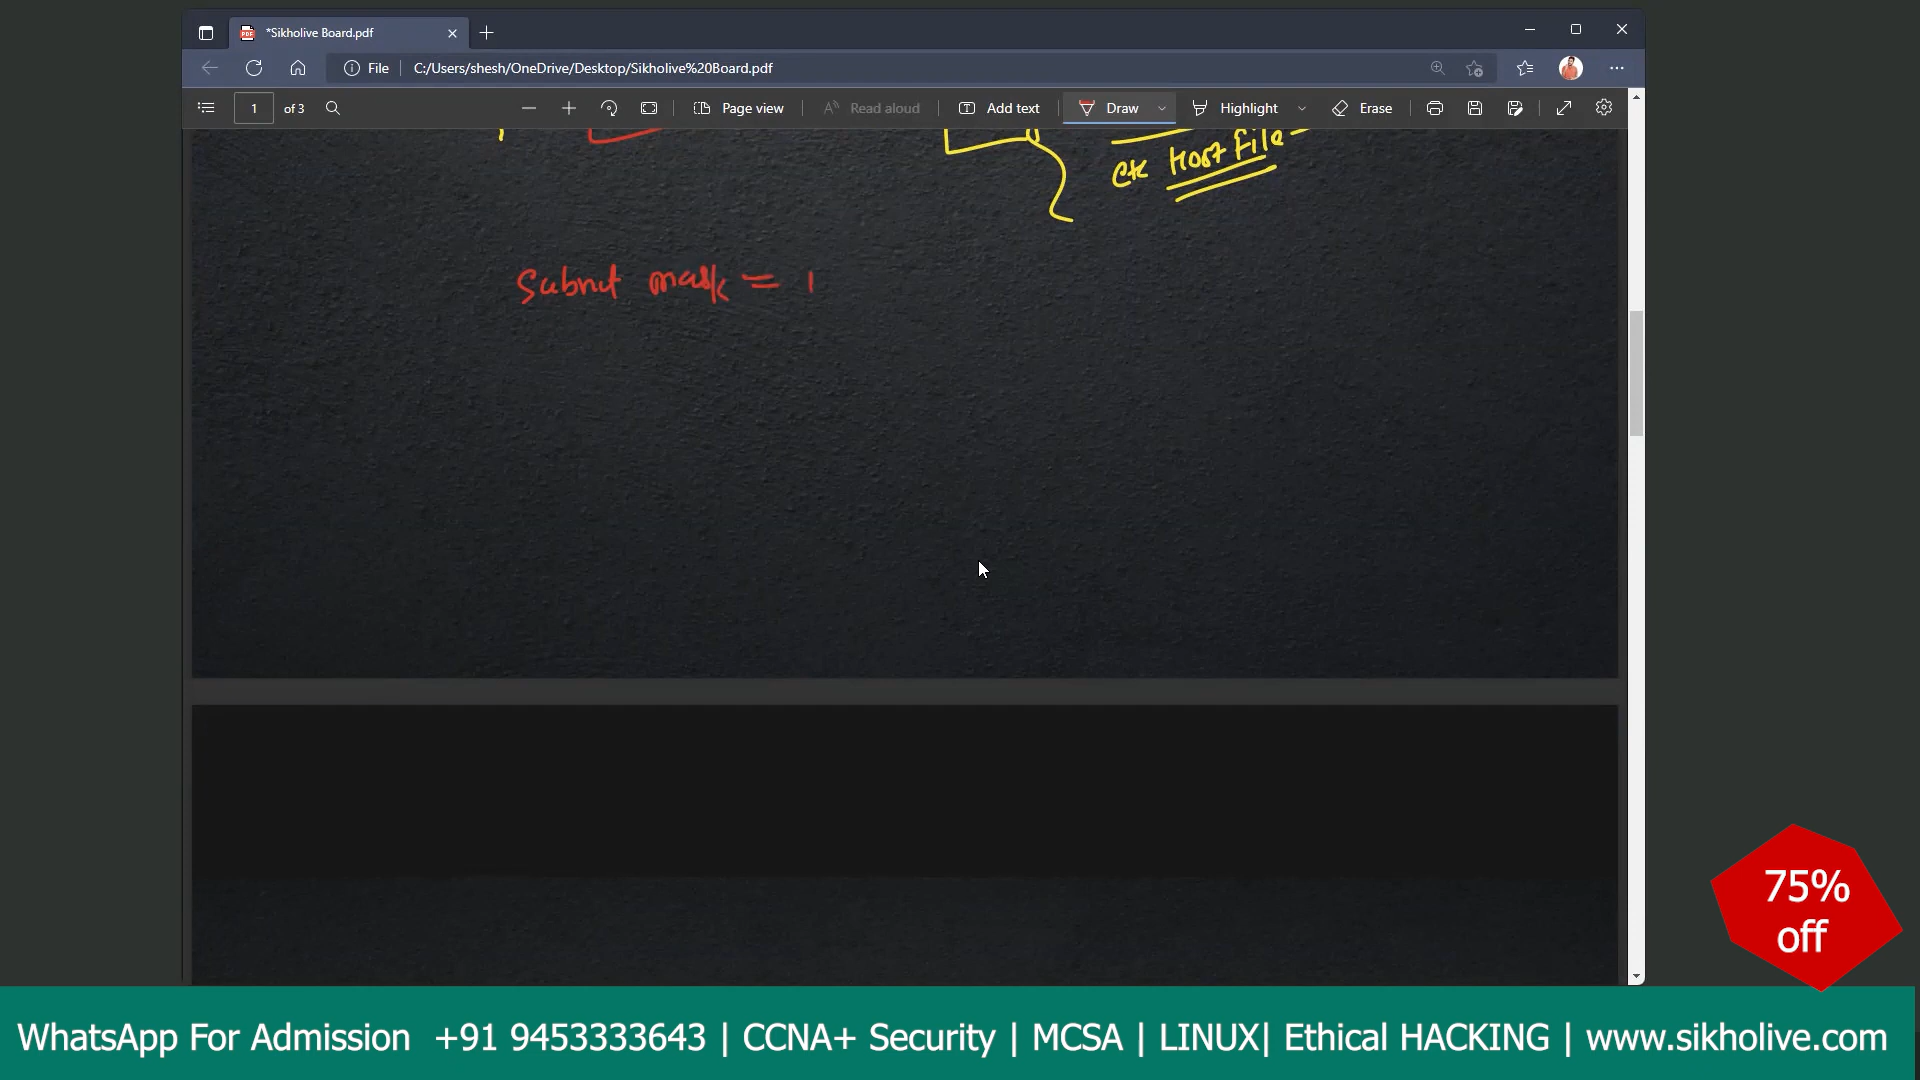 *Sikholive Board.pdf
File C:/Users/shesh/OneDrive/Desktop/Sikholive%20Board.pdf
1 of 3 Page view Read aloud Add text Draw Highlight Erase
Host File
Subnet mask = 1
75%
off
WhatsApp For Admission +91 9453333643 | CCNA+ Security | MCSA | LINUX| Ethical HACKING | www.sikholive.com